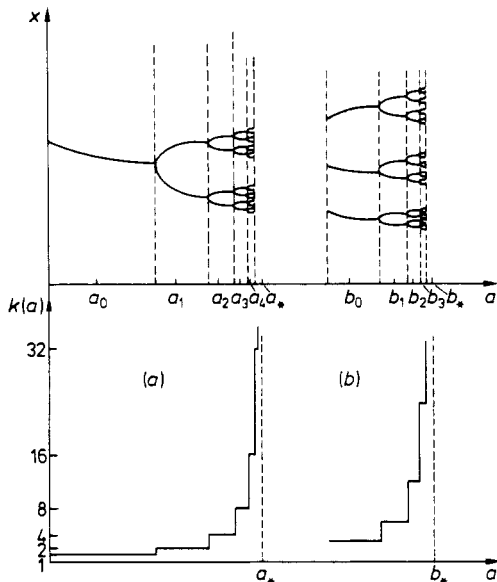 x
a₀ a₁ a₂ a₃ a₄ a* b₀ b₁ b₂ b₃ b* a
k(a)
32
(a) (b)
16
8
4
2
1
a* b* a